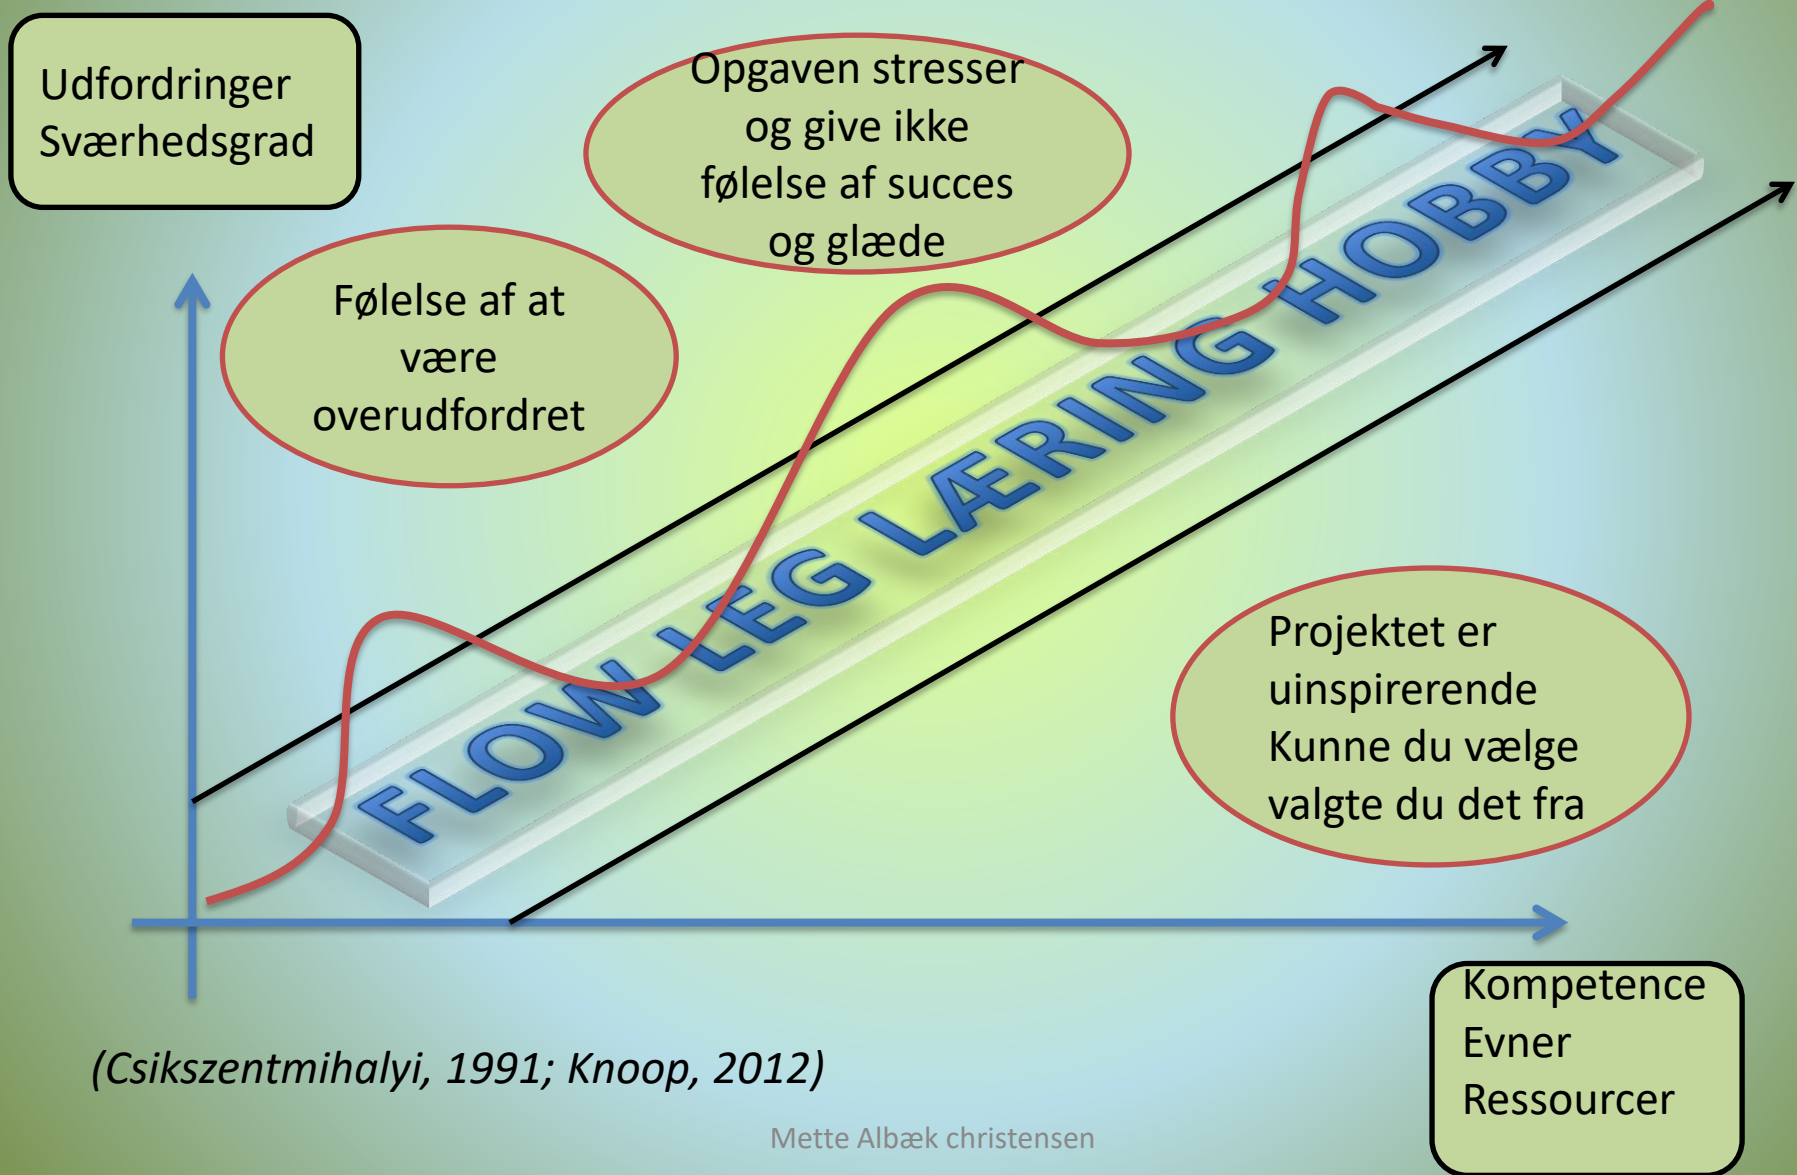 Udfordringer
Sværhedsgrad
Opgaven stresser
og give ikke
følelse af succes
og glæde
Følelse af at
være
overudfordret
FLOW LEG LÆRING HOBBY
Projektet er
uinspirerende
Kunne du vælge
valgte du det fra
Kompetence
Evner
Ressourcer
(Csikszentmihalyi, 1991; Knoop, 2012)
Mette Albæk christensen